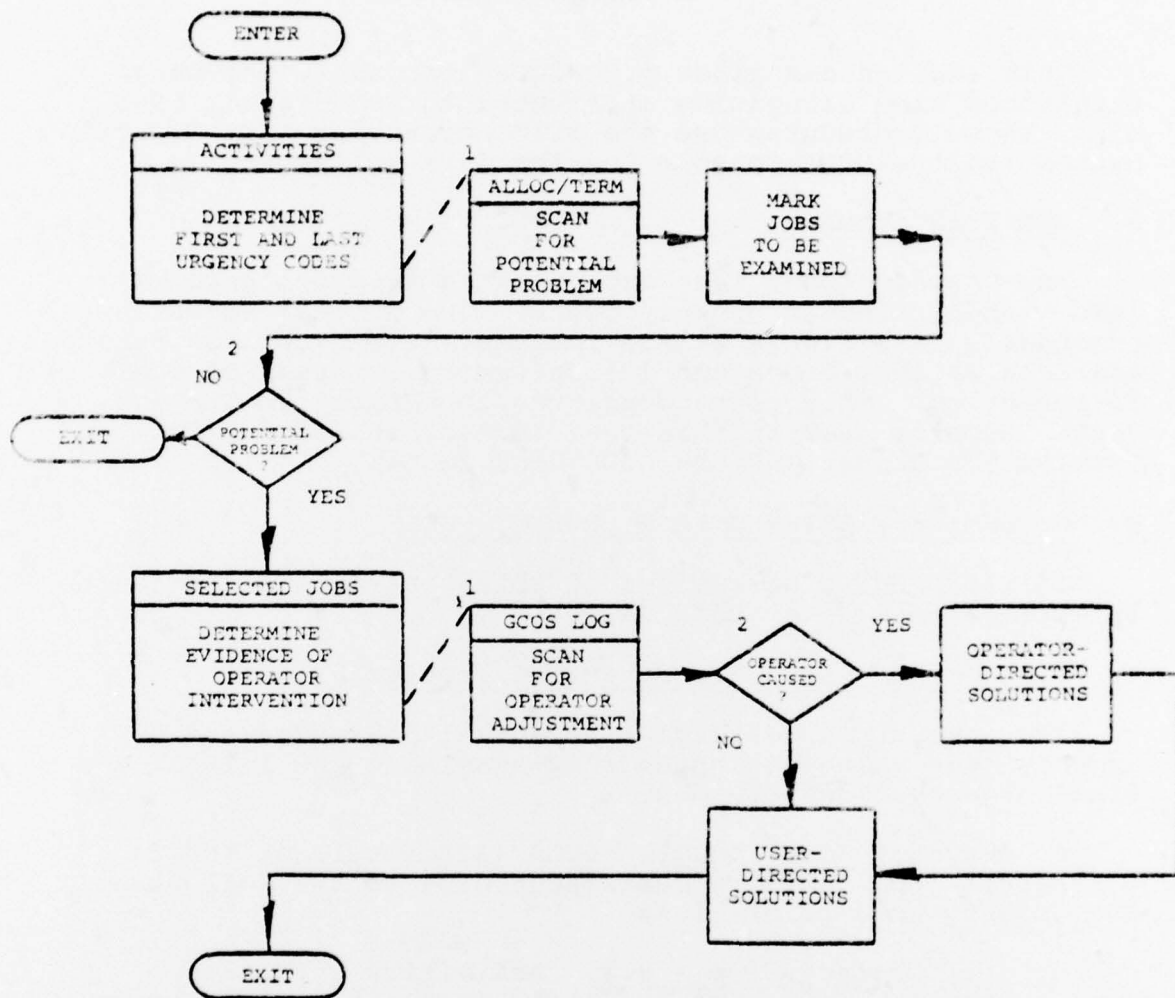 ENTER
ACTIVITIES
DETERMINE
FIRST AND LAST
URGENCY CODES
1
ALLOC/TERM
SCAN
FOR
POTENTIAL
PROBLEM
MARK
JOBS
TO BE
EXAMINED
2
NO
EXIT
POTENTIAL
PROBLEM
?
YES
SELECTED JOBS
DETERMINE
EVIDENCE OF
OPERATOR
INTERVENTION
1
GCOS LOG
SCAN
FOR
OPERATOR
ADJUSTMENT
2
OPERATOR
CAUSED
?
YES
OPERATOR-
DIRECTED
SOLUTIONS
NO
USER-
DIRECTED
SOLUTIONS
EXIT